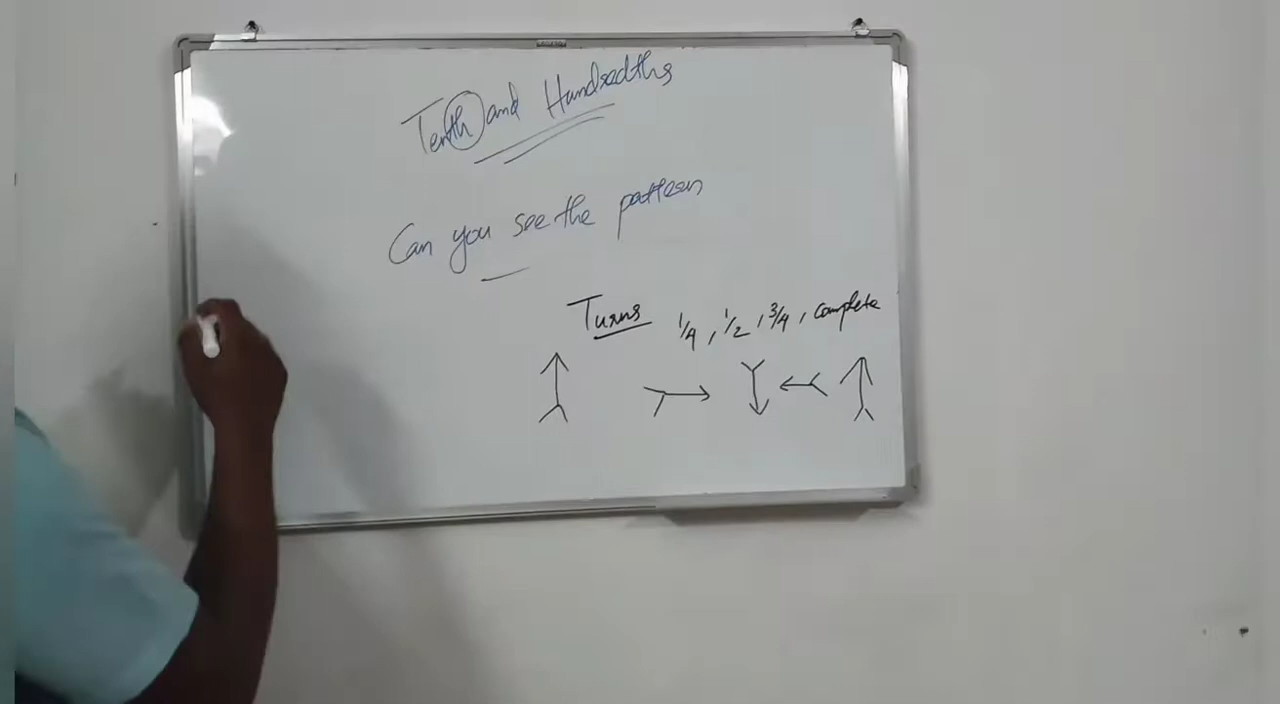 Tenth and Hundredths
Can you see the pattern
Turns 1/4, 1/2, 3/4, complete